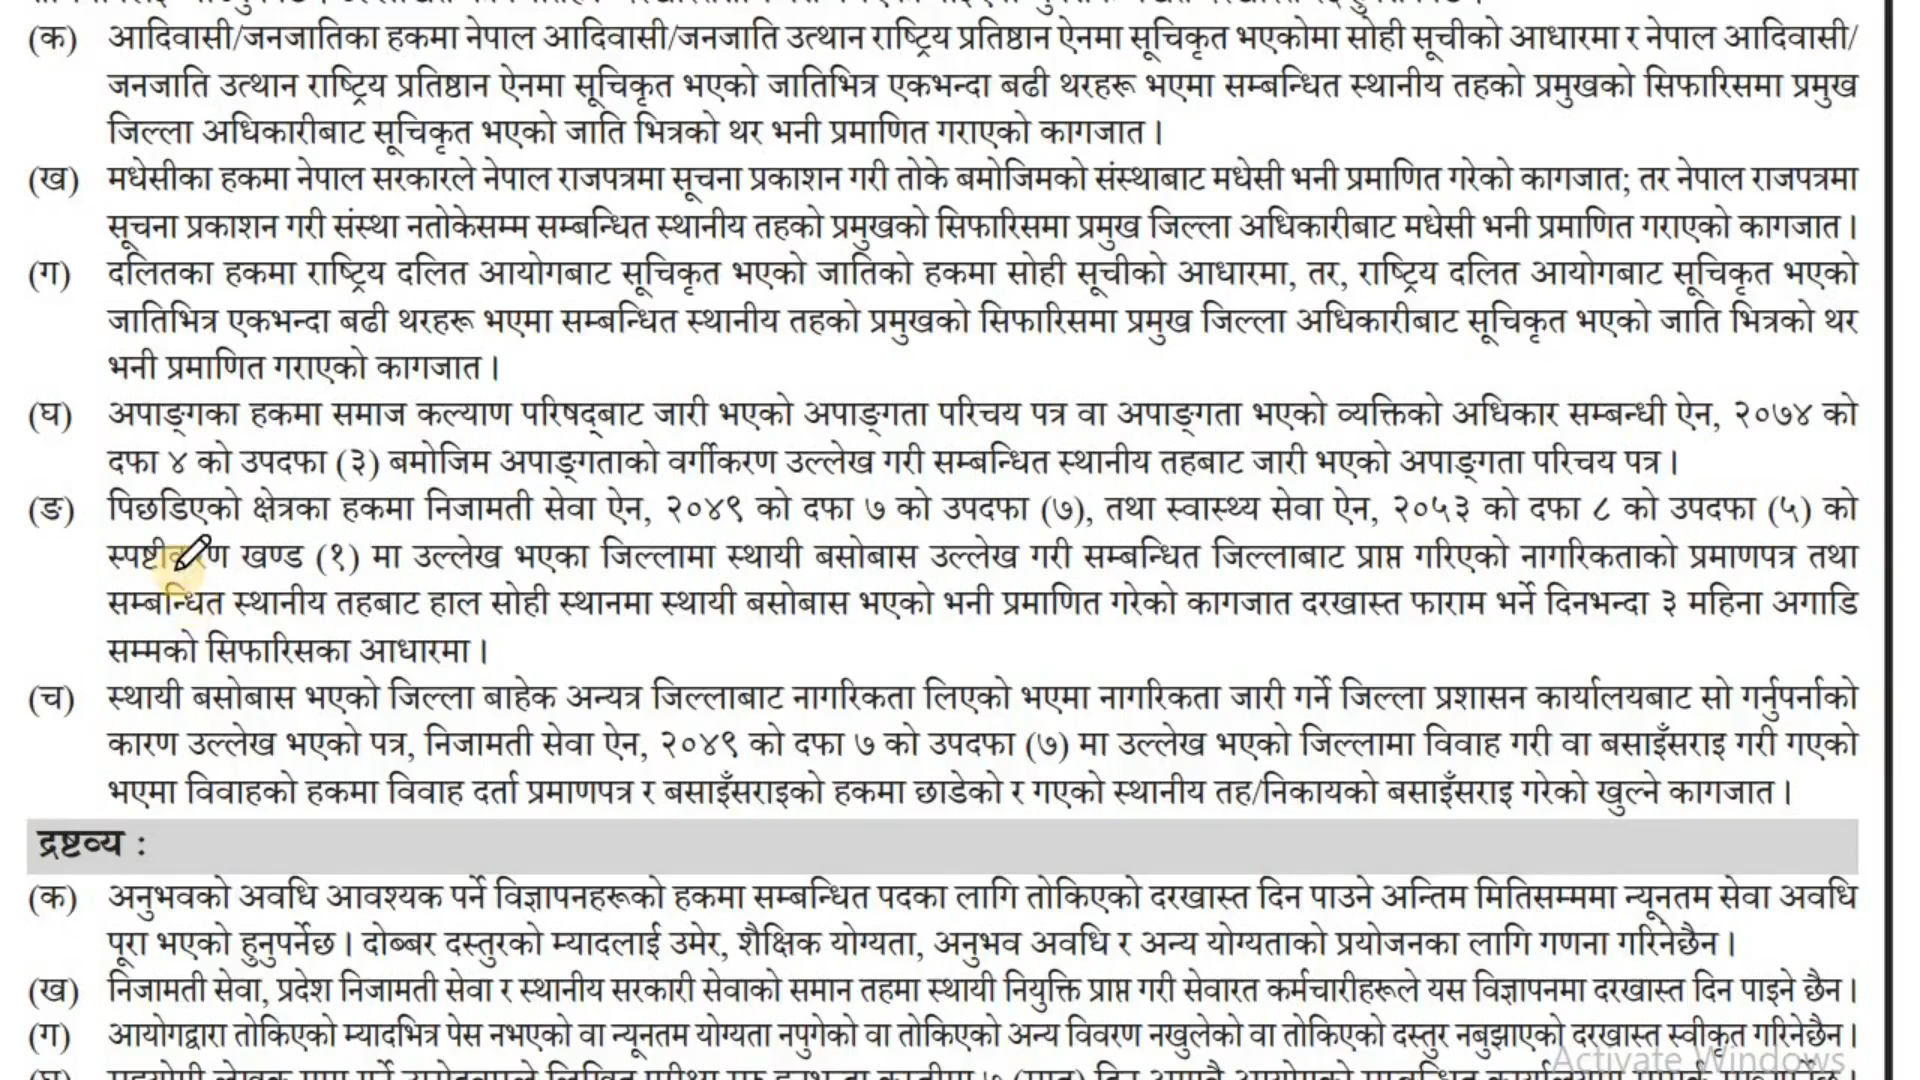 (क) आदिवासी/जनजातिका हकमा नेपाल आदिवासी/जनजाति उत्थान राष्ट्रिय प्रतिष्ठान ऐनमा सूचिकृत भएकोमा सोही सूचीको आधारमा र नेपाल आदिवासी/
जनजाति उत्थान राष्ट्रिय प्रतिष्ठान ऐनमा सूचिकृत भएको जातिभित्र एकभन्दा बढी थरहरू भएमा सम्बन्धित स्थानीय तहको प्रमुखको सिफारिसमा प्रमुख
जिल्ला अधिकारीबाट सूचिकृत भएको जाति भित्रको थर भनी प्रमाणित गराएको कागजात ।
(ख) मधेसीका हकमा नेपाल सरकारले नेपाल राजपत्रमा सूचना प्रकाशन गरी तोके बमोजिमको संस्थाबाट मधेसी भनी प्रमाणित गरेको कागजात; तर नेपाल राजपत्रमा
सूचना प्रकाशन गरी संस्था नतोकेसम्म सम्बन्धित स्थानीय तहको प्रमुखको सिफारिसमा प्रमुख जिल्ला अधिकारीबाट मधेसी भनी प्रमाणित गराएको कागजात ।
(ग) दलितका हकमा राष्ट्रिय दलित आयोगबाट सूचिकृत भएको जातिको हकमा सोही सूचीको आधारमा, तर, राष्ट्रिय दलित आयोगबाट सूचिकृत भएको
जातिभित्र एकभन्दा बढी थरहरू भएमा सम्बन्धित स्थानीय तहको प्रमुखको सिफारिसमा प्रमुख जिल्ला अधिकारीबाट सूचिकृत भएको जाति भित्रको थर
भनी प्रमाणित गराएको कागजात ।
(घ) अपाङ्गका हकमा समाज कल्याण परिषद्बाट जारी भएको अपाङ्गता परिचय पत्र वा अपाङ्गता भएको व्यक्तिको अधिकार सम्बन्धी ऐन, २०७४ को
दफा ४ को उपदफा (३) बमोजिम अपाङ्गताको वर्गीकरण उल्लेख गरी सम्बन्धित स्थानीय तहबाट जारी भएको अपाङ्गता परिचय पत्र ।
(ङ) पिछडिएको क्षेत्रका हकमा निजामती सेवा ऐन, २०४९ को दफा ७ को उपदफा (७), तथा स्वास्थ्य सेवा ऐन, २०५३ को दफा ८ को उपदफा (५) को
स्पष्टीकरण खण्ड (१) मा उल्लेख भएका जिल्लामा स्थायी बसोबास उल्लेख गरी सम्बन्धित जिल्लाबाट प्राप्त गरिएको नागरिकताको प्रमाणपत्र तथा
सम्बन्धित स्थानीय तहबाट हाल सोही स्थानमा स्थायी बसोबास भएको भनी प्रमाणित गरेको कागजात दरखास्त फाराम भर्ने दिनभन्दा ३ महिना अगाडि
सम्मको सिफारिसका आधारमा ।
(च) स्थायी बसोबास भएको जिल्ला बाहेक अन्यत्र जिल्लाबाट नागरिकता लिएको भएमा नागरिकता जारी गर्ने जिल्ला प्रशासन कार्यालयबाट सो गर्नुपर्नाको
कारण उल्लेख भएको पत्र, निजामती सेवा ऐन, २०४९ को दफा ७ को उपदफा (७) मा उल्लेख भएको जिल्लामा विवाह गरी वा बसाइँसराइ गरी गएको
भएमा विवाहको हकमा विवाह दर्ता प्रमाणपत्र र बसाइँसराइको हकमा छाडेको र गएको स्थानीय तह/निकायको बसाइँसराइ गरेको खुल्ने कागजात ।
द्रष्टव्य :
(क) अनुभवको अवधि आवश्यक पर्ने विज्ञापनहरूको हकमा सम्बन्धित पदका लागि तोकिएको दरखास्त दिन पाउने अन्तिम मितिसम्ममा न्यूनतम सेवा अवधि
पूरा भएको हुनुपर्नेछ । दोब्बर दस्तुरको म्यादलाई उमेर, शैक्षिक योग्यता, अनुभव अवधि र अन्य योग्यताको प्रयोजनका लागि गणना गरिनेछैन ।
(ख) निजामती सेवा, प्रदेश निजामती सेवा र स्थानीय सरकारी सेवाको समान तहमा स्थायी नियुक्ति प्राप्त गरी सेवारत कर्मचारीहरूले यस विज्ञापनमा दरखास्त दिन पाइने छैन ।
(ग) आयोगद्वारा तोकिएको म्यादभित्र पेस नभएको वा न्यूनतम योग्यता नपुगेको वा तोकिएको अन्य विवरण नखुलेको वा तोकिएको दस्तुर नबुझाएको दरखास्त स्वीकृत गरिनेछैन ।
Activate Windows